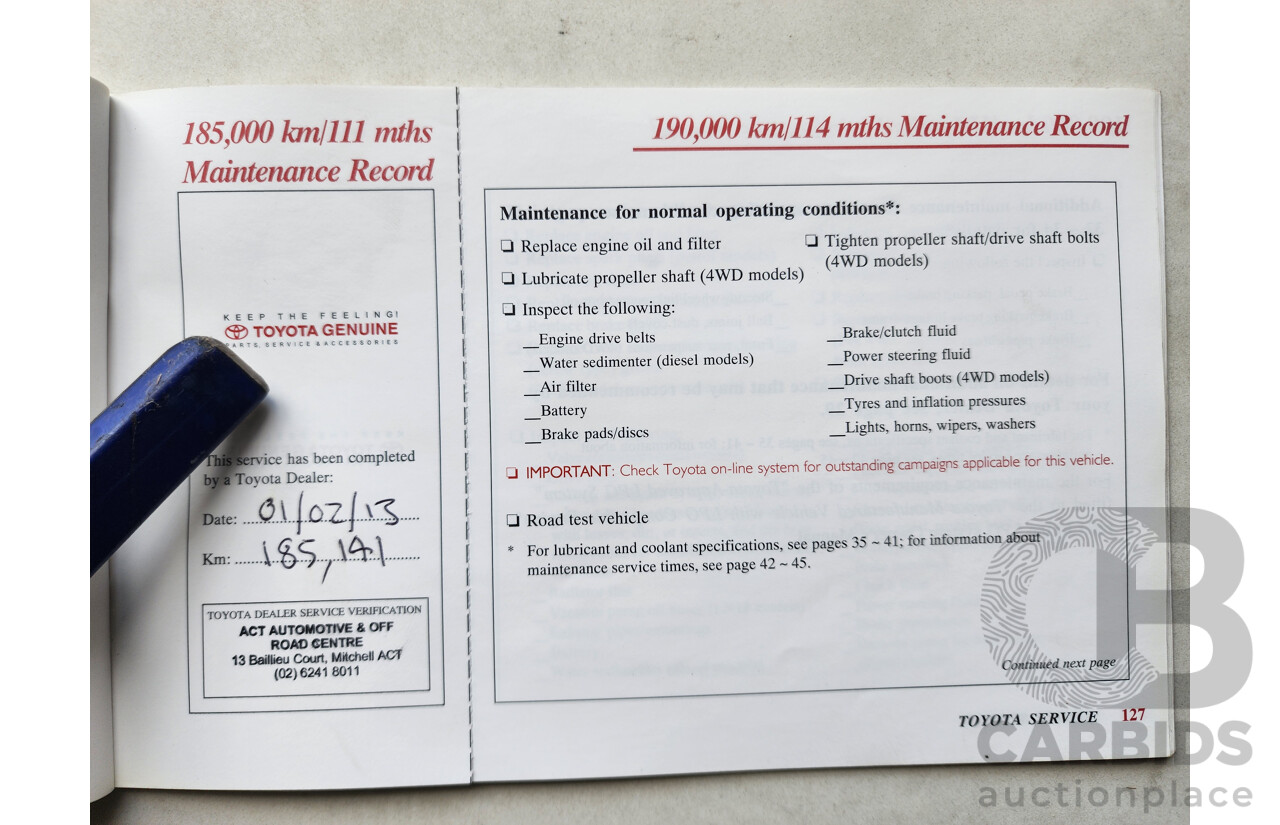 185,000 km/111 mths
Maintenance Record
KEEP THE FEELING!
TOYOTA GENUINE
PARTS, SERVICE & ACCESSORIES
This service has been completed
by a Toyota Dealer:
Date: 01/02/13
Km: 185,141
TOYOTA DEALER SERVICE VERIFICATION
ACT AUTOMOTIVE & OFF
ROAD CENTRE
13 Baillieu Court, Mitchell ACT
(02) 6241 8011
190,000 km/114 mths Maintenance Record
Maintenance for normal operating conditions*:
❏ Replace engine oil and filter
❏ Lubricate propeller shaft (4WD models)
❏ Inspect the following:
__Engine drive belts
__Water sedimenter (diesel models)
__Air filter
__Battery
__Brake pads/discs
❏ Tighten propeller shaft/drive shaft bolts
(4WD models)
__Brake/clutch fluid
__Power steering fluid
__Drive shaft boots (4WD models)
__Tyres and inflation pressures
__Lights, horns, wipers, washers
❏ IMPORTANT: Check Toyota on-line system for outstanding campaigns applicable for this vehicle.
❏ Road test vehicle
* For lubricant and coolant specifications, see pages 35 ~ 41; for information about
maintenance service times, see page 42 ~ 45.
Continued next page
TOYOTA SERVICE 127
CARBIDS
auctionplace